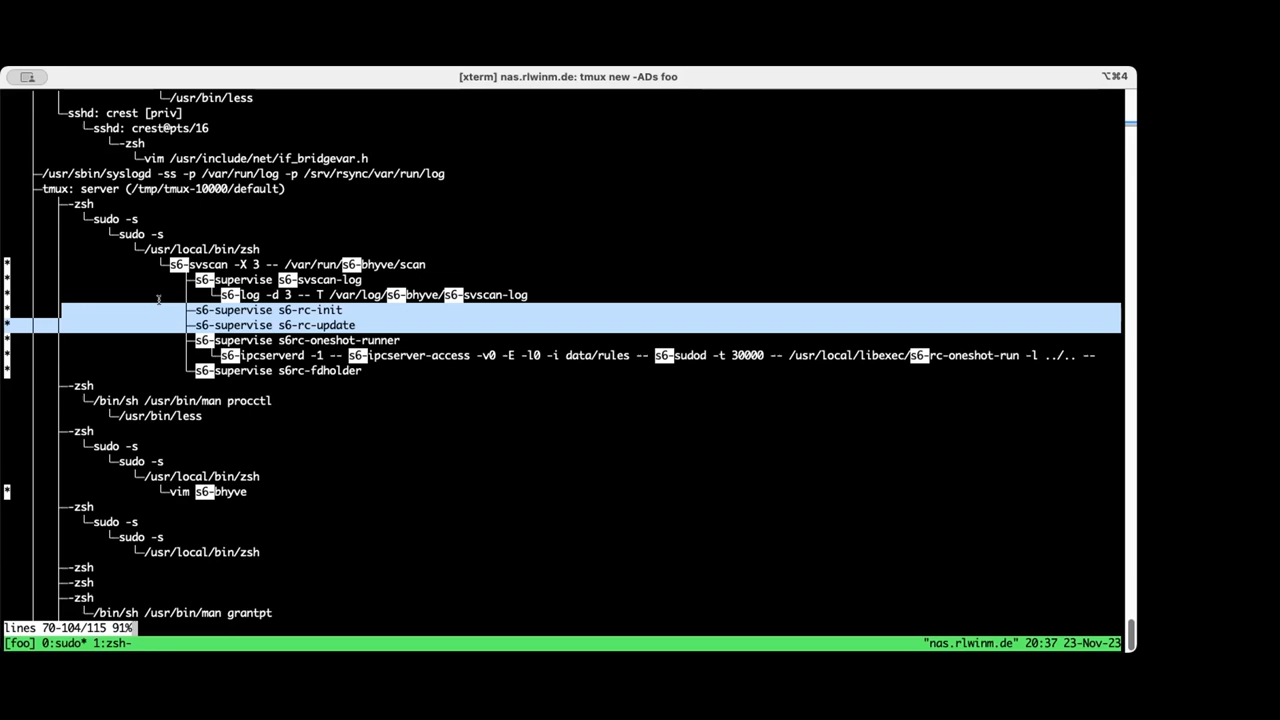 [xterm] nas.rlwinm.de: tmux new -ADs foo
⌥⌘4
└─/usr/bin/less
└─sshd: crest [priv]
└─sshd: crest@pts/16
└─-zsh
└─vim /usr/include/net/if_bridgevar.h
├─/usr/sbin/syslogd -ss -p /var/run/log -p /srv/rsync/var/run/log
├─tmux: server (/tmp/tmux-10000/default)
├─-zsh
└─sudo -s
└─sudo -s
└─/usr/local/bin/zsh
* └─s6-svscan -X 3 -- /var/run/s6-bhyve/scan
* ├─s6-supervise s6-svscan-log
* │ └─s6-log -d 3 -- T /var/log/s6-bhyve/s6-svscan-log
* ├─s6-supervise s6-rc-init
* ├─s6-supervise s6-rc-update
* ├─s6-supervise s6rc-oneshot-runner
* │ └─s6-ipcserverd -1 -- s6-ipcserver-access -v0 -E -l0 -i data/rules -- s6-sudod -t 30000 -- /usr/local/libexec/s6-rc-oneshot-run -l ../.. --
* └─s6-supervise s6rc-fdholder
├─-zsh
└─/bin/sh /usr/bin/man procctl
└─/usr/bin/less
├─-zsh
└─sudo -s
└─sudo -s
└─/usr/local/bin/zsh
* └─vim s6-bhyve
├─-zsh
└─sudo -s
└─sudo -s
└─/usr/local/bin/zsh
├─-zsh
├─-zsh
├─-zsh
└─/bin/sh /usr/bin/man grantpt
lines 70-104/115 91%
[foo] 0:sudo* 1:zsh- "nas.rlwinm.de" 20:37 23-Nov-23